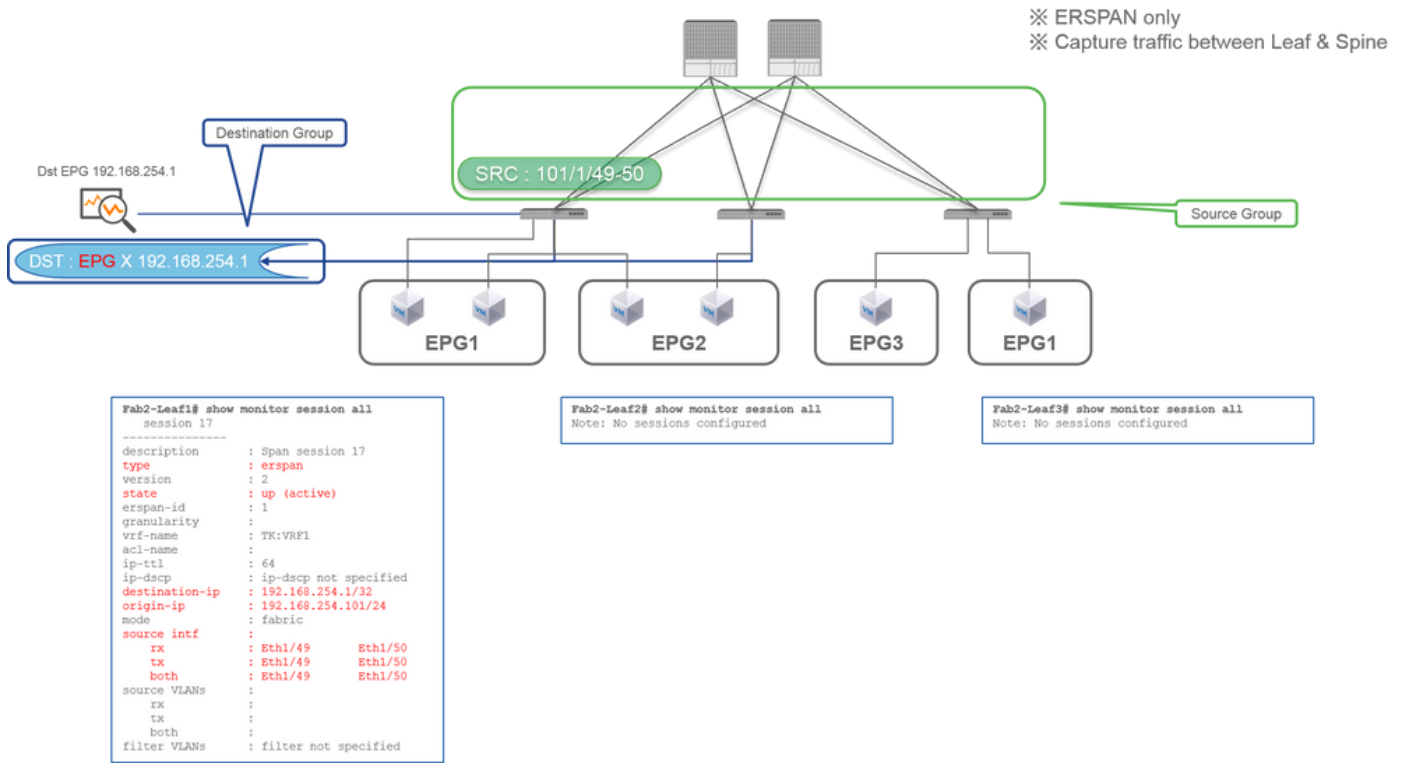 ※ ERSPAN only
※ Capture traffic between Leaf & Spine
Destination Group
Dst EPG 192.168.254.1
SRC : 101/1/49-50
Source Group
DST : EPG X 192.168.254.1
VM
VM
VM
VM
VM
VM
EPG1
EPG2
EPG3
EPG1
Fab2-Leaf1# show monitor session all
session 17
---------------
description : Span session 17
type : erspan
version : 2
state : up (active)
erspan-id : 1
granularity :
vrf-name : TK:VRF1
acl-name :
ip-ttl : 64
ip-dscp : ip-dscp not specified
destination-ip : 192.168.254.1/32
origin-ip : 192.168.254.101/24
mode : fabric
source intf :
rx : Eth1/49 Eth1/50
tx : Eth1/49 Eth1/50
both : Eth1/49 Eth1/50
source VLANs :
rx :
tx :
both :
filter VLANs : filter not specified
Fab2-Leaf2# show monitor session all
Note: No sessions configured
Fab2-Leaf3# show monitor session all
Note: No sessions configured